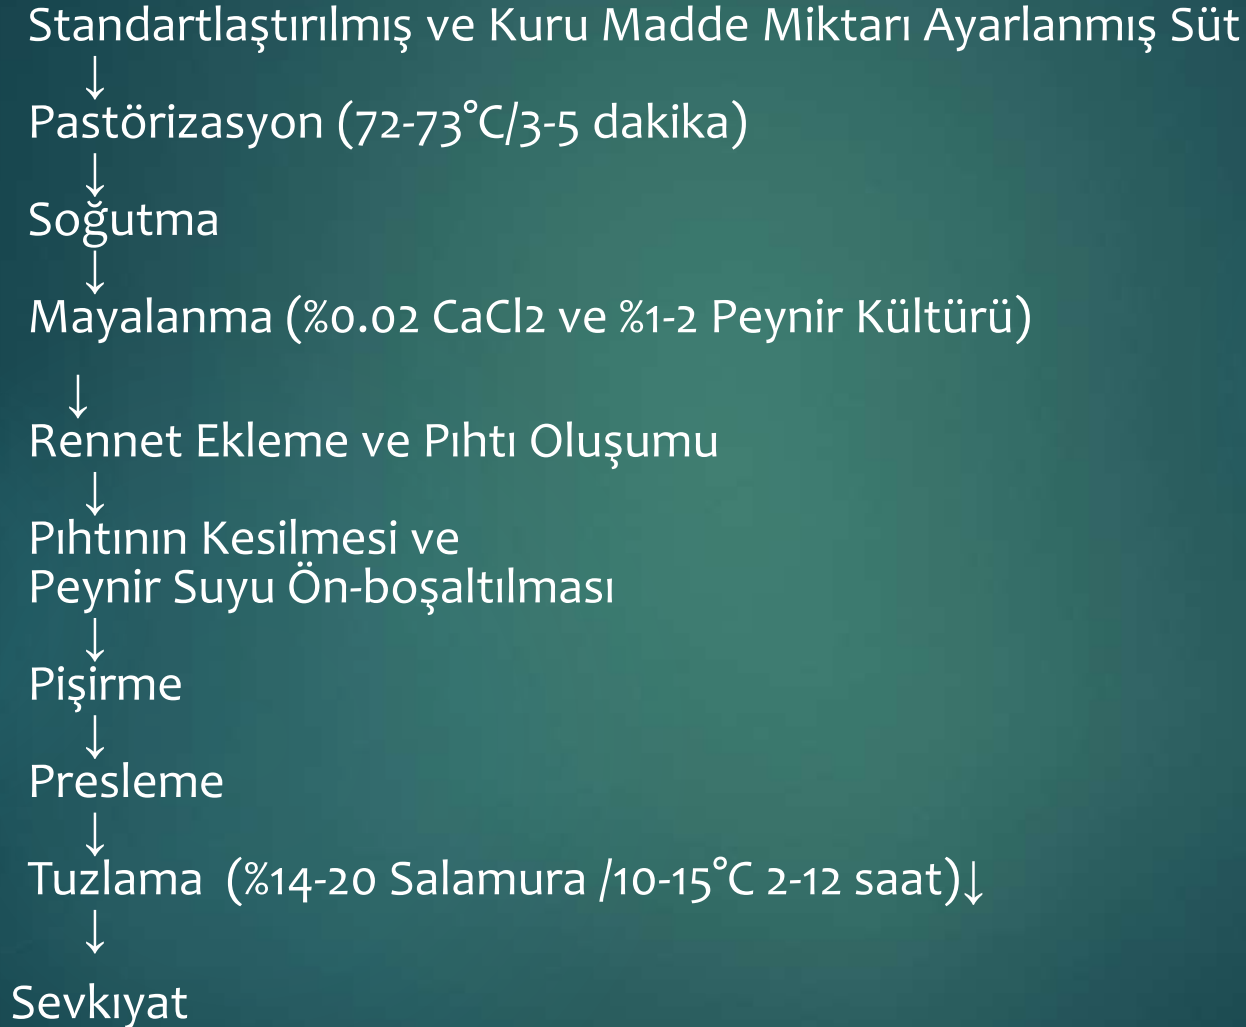 Standartlaştırılmış ve Kuru Madde Miktarı Ayarlanmış Süt
↓
Pastörizasyon (72-73°C/3-5 dakika)
↓
Soğutma
↓
Mayalanma (%0.02 CaCl2 ve %1-2 Peynir Kültürü)
↓
Rennet Ekleme ve Pıhtı Oluşumu
↓
Pıhtının Kesilmesi ve
Peynir Suyu Ön-boşaltılması
↓
Pişirme
↓
Presleme
↓
Tuzlama (%14-20 Salamura /10-15°C 2-12 saat)↓
↓
Sevkıyat